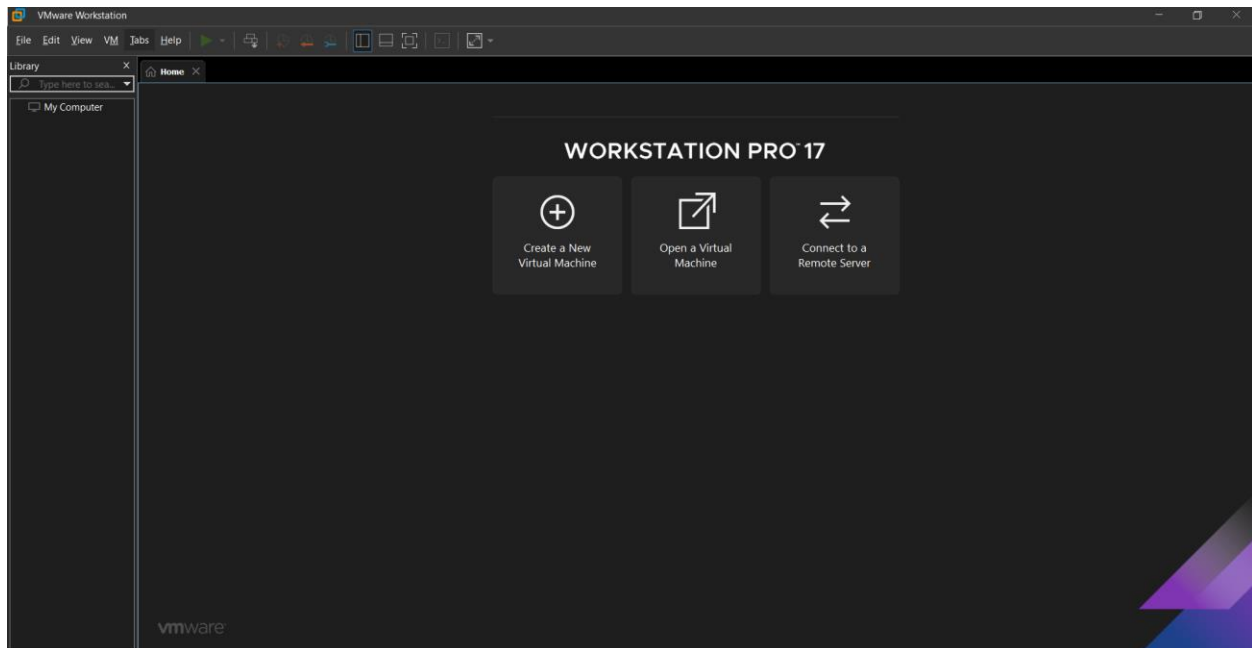 VMware Workstation
File Edit View VM Tabs Help
Library
Home
Type here to sea...
My Computer
WORKSTATION PRO™ 17
Create a New
Virtual Machine
Open a Virtual
Machine
Connect to a
Remote Server
vmware